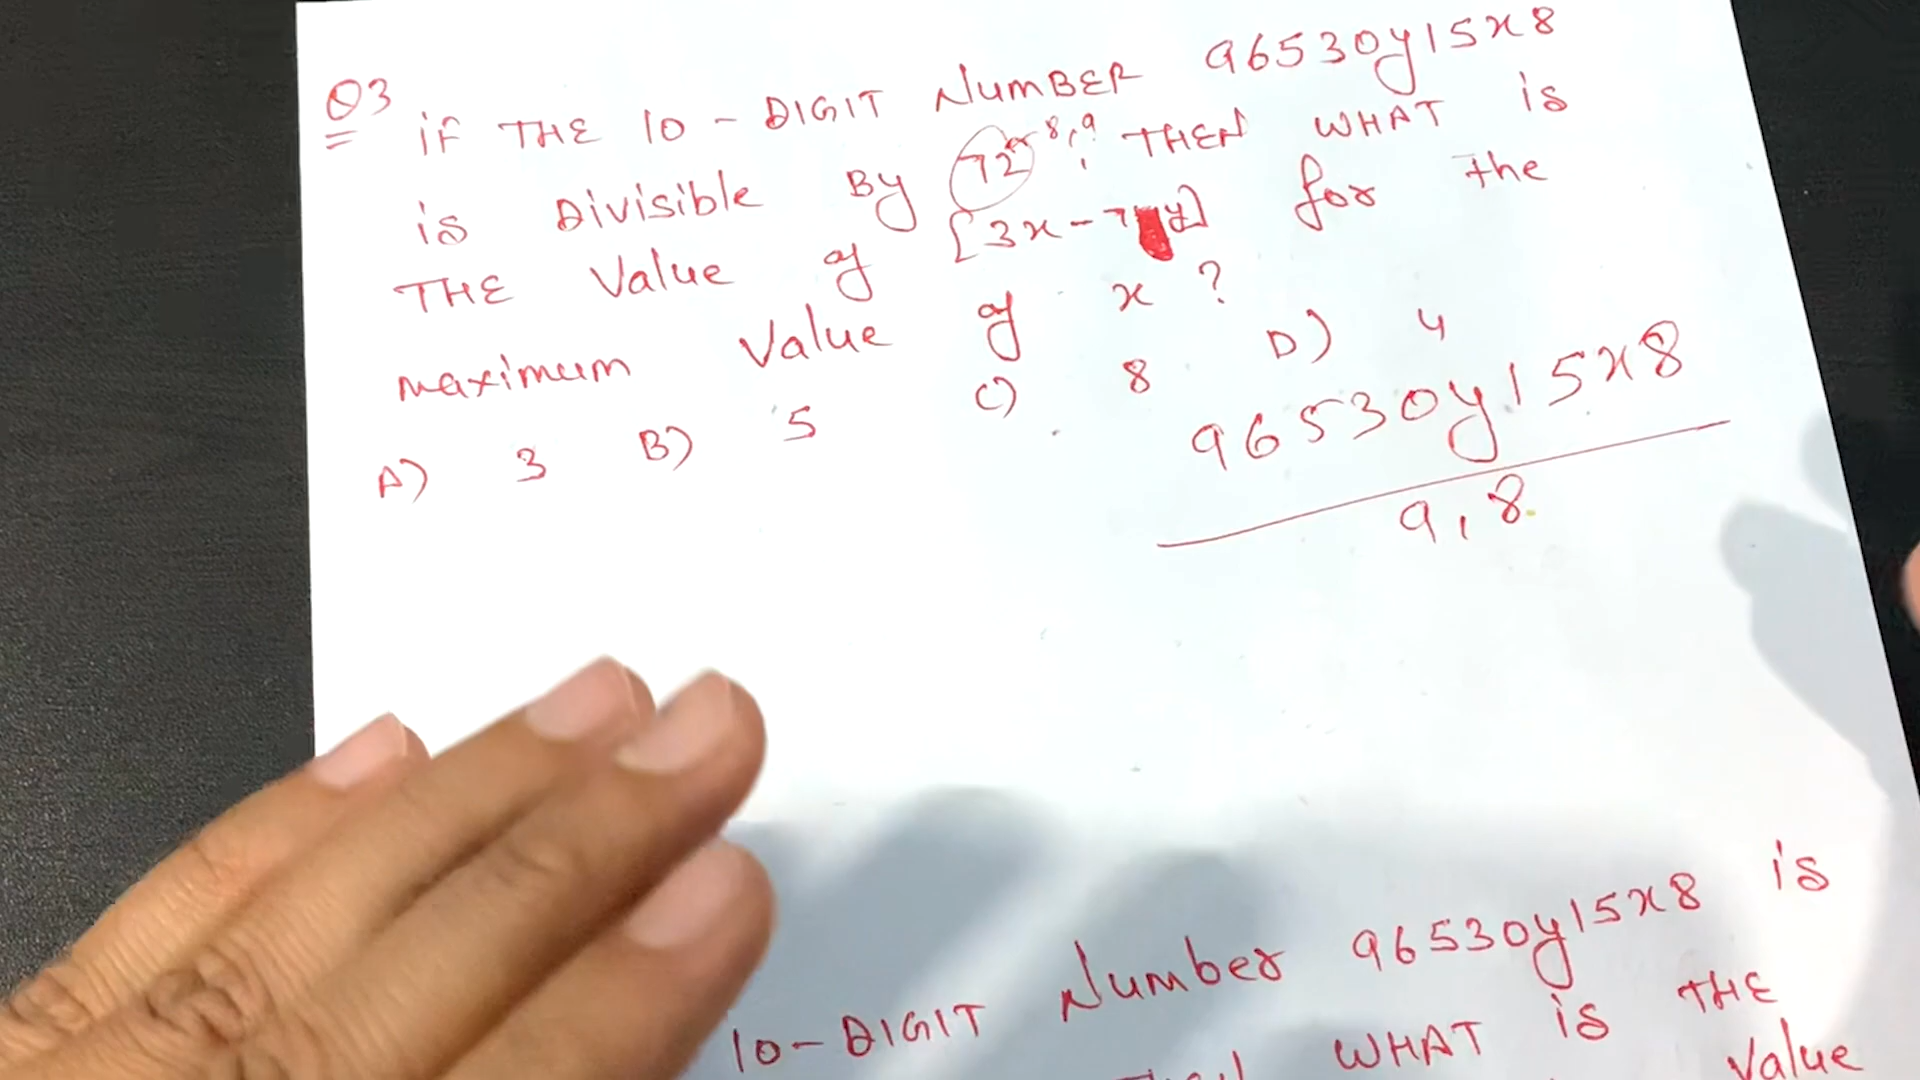 Q3 IF THE 10 - DIGIT NUMBER 96530y15x8
is Divisible By 72 8,9 ? THEN WHAT is
THE Value of [3x-7y] for the
maximum Value of x ?
A) 3 B) 5 C) 8 D) 4
96530y15x8
9,8
10-DIGIT Number 96530y15x8 is
WHAT is THE
Value